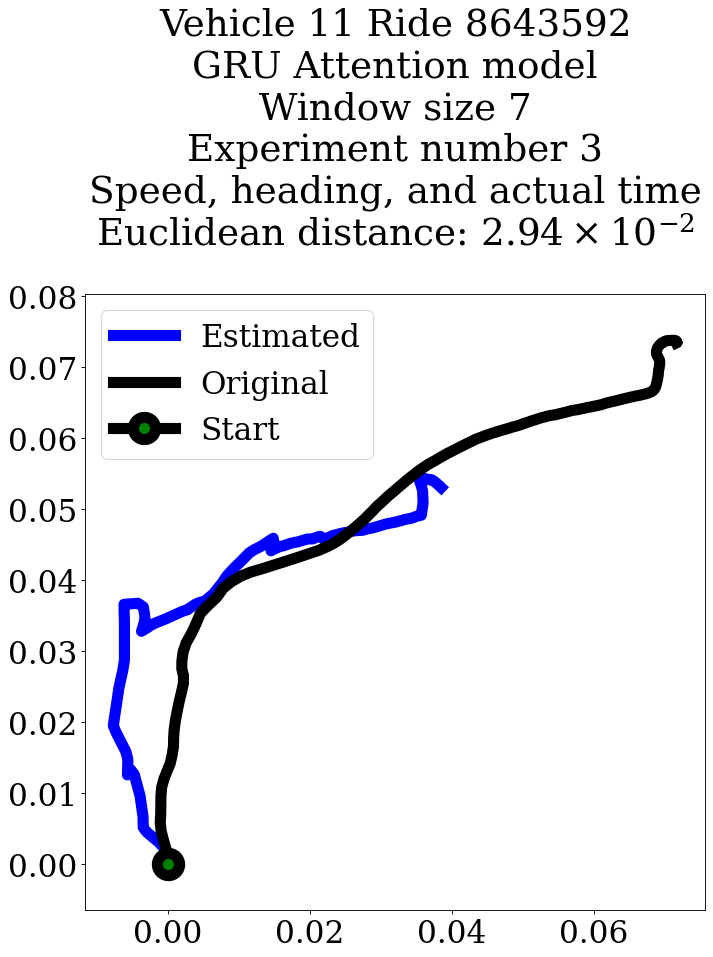 Vehicle 11 Ride 8643592
GRU Attention model
Window size 7
Experiment number 3
Speed, heading, and actual time
Euclidean distance: 2.94 × 10⁻²
0.08
0.07
0.06
0.05
0.04
0.03
0.02
0.01
0.00
Estimated
Original
Start
0.00 0.02 0.04 0.06